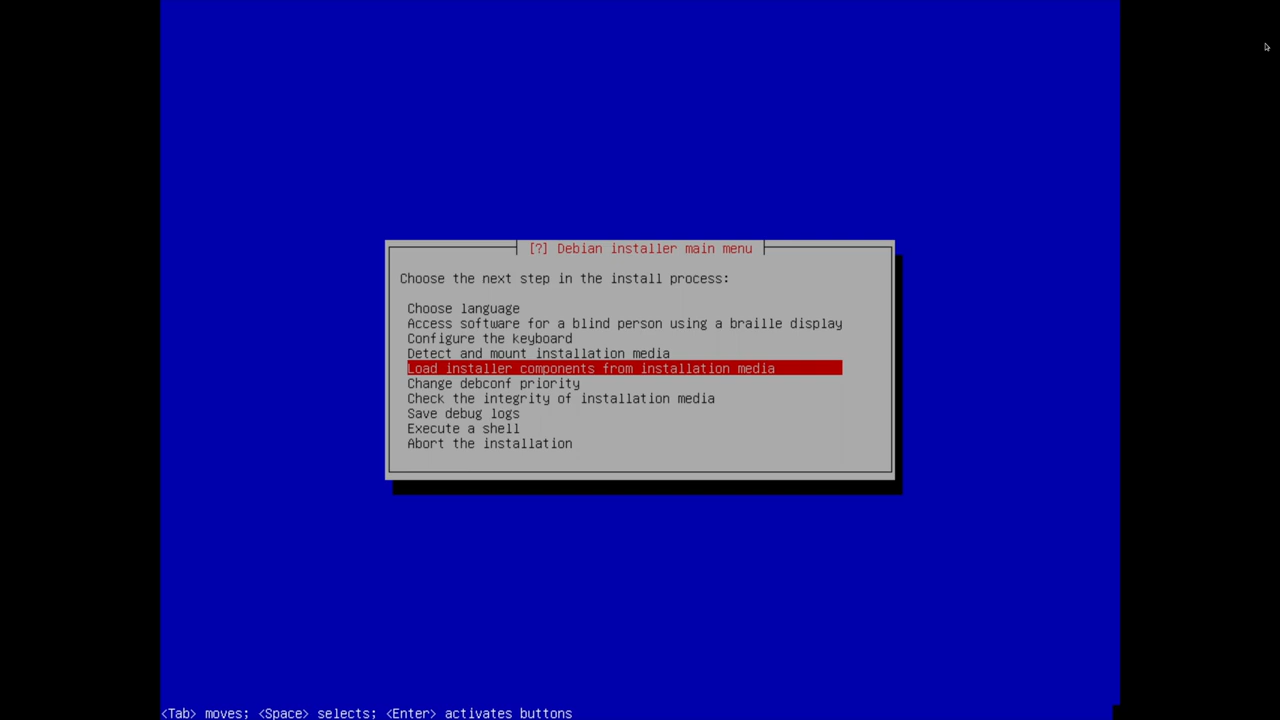 [?] Debian installer main menu
Choose the next step in the install process:
Choose language
Access software for a blind person using a braille display
Configure the keyboard
Detect and mount installation media
Load installer components from installation media
Change debconf priority
Check the integrity of installation media
Save debug logs
Execute a shell
Abort the installation
<Tab> moves; <Space> selects; <Enter> activates buttons